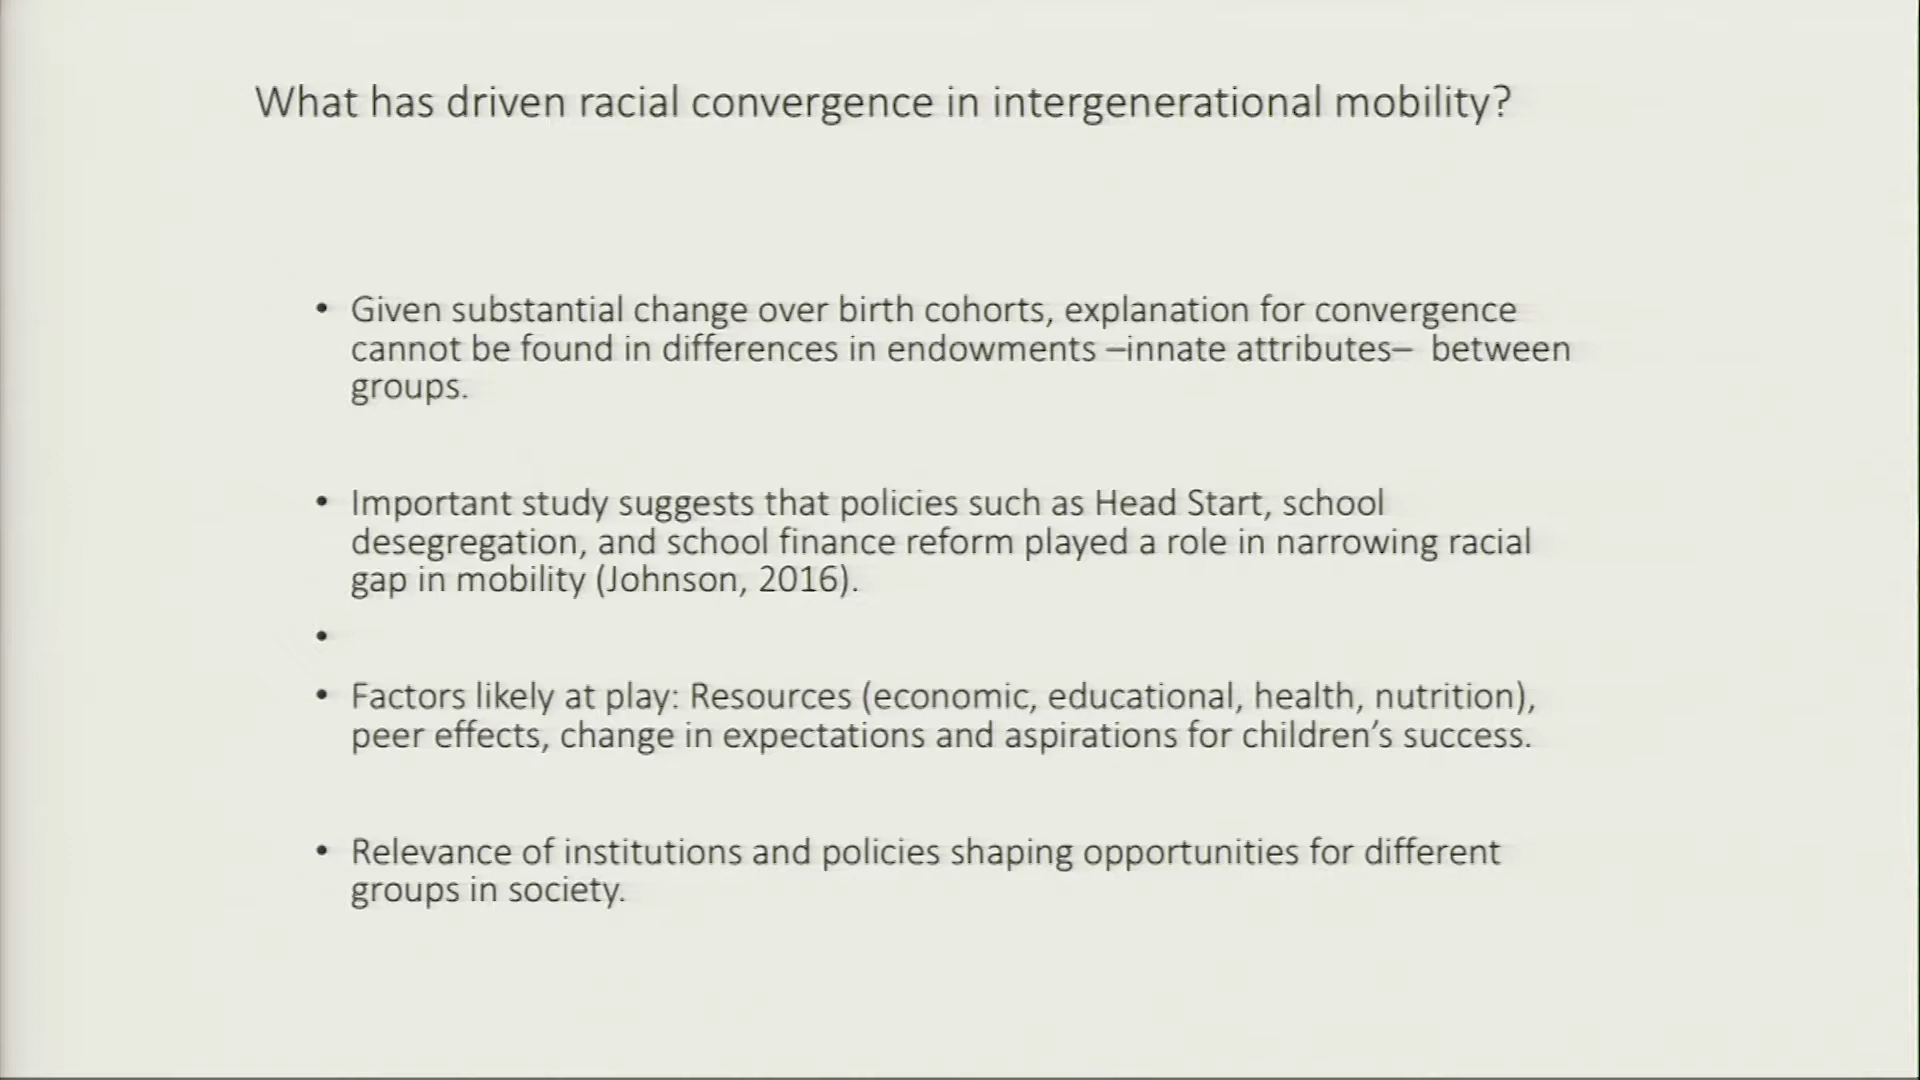 What has driven racial convergence in intergenerational mobility?
• Given substantial change over birth cohorts, explanation for convergence
cannot be found in differences in endowments –innate attributes– between
groups.
• Important study suggests that policies such as Head Start, school
desegregation, and school finance reform played a role in narrowing racial
gap in mobility (Johnson, 2016).
•
• Factors likely at play: Resources (economic, educational, health, nutrition),
peer effects, change in expectations and aspirations for children’s success.
• Relevance of institutions and policies shaping opportunities for different
groups in society.